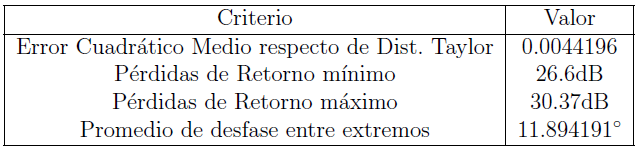 Criterio Valor
Error Cuadrático Medio respecto de Dist. Taylor 0.0044196
Pérdidas de Retorno mínimo 26.6dB
Pérdidas de Retorno máximo 30.37dB
Promedio de desfase entre extremos 11.894191°